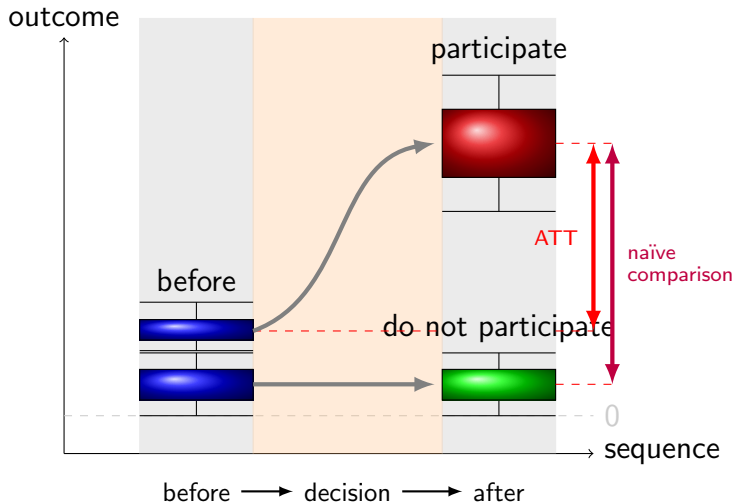 outcome
participate
ATT
naïve
comparison
before
do not participate
0
sequence
before
decision
after